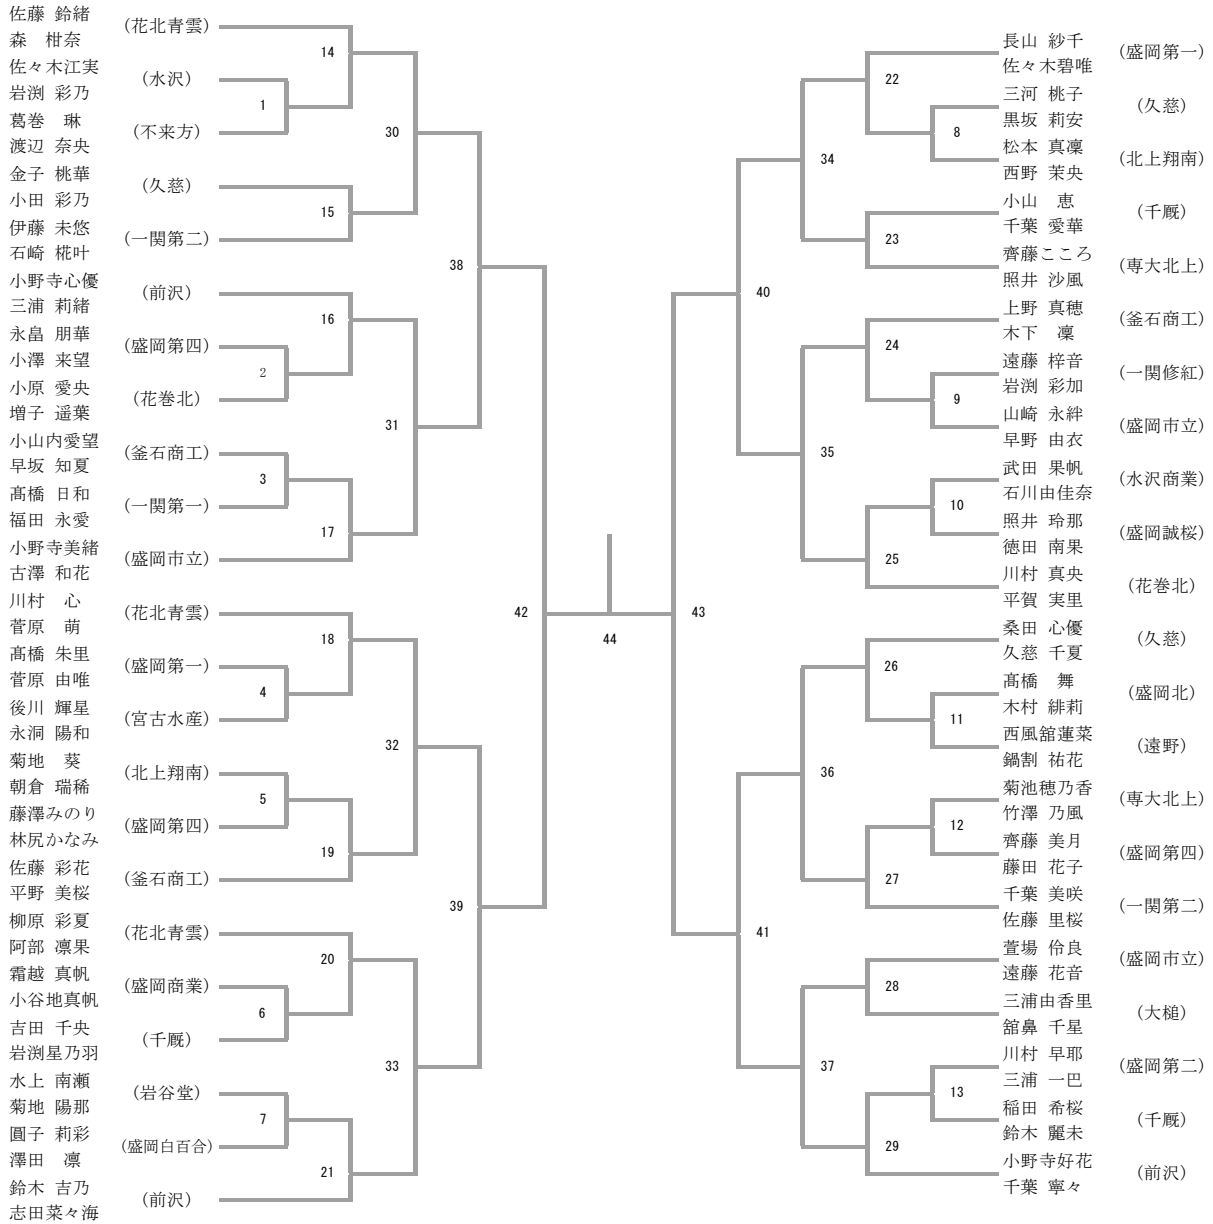 佐藤 鈴緒
森 柑奈
(花北青雲)
佐々木江実
岩渕 彩乃
(水沢)
葛巻 琳
渡辺 奈央
(不来方)
金子 桃華
小田 彩乃
(久慈)
伊藤 未悠
石崎 椛叶
(一関第二)
小野寺心優
三浦 莉緒
(前沢)
永畠 朋華
小澤 来望
(盛岡第四)
小原 愛央
増子 遥葉
(花巻北)
小山内愛望
早坂 知夏
(釜石商工)
髙橋 日和
福田 永愛
(一関第一)
小野寺美緒
古澤 和花
(盛岡市立)
川村 心
菅原 萌
(花北青雲)
髙橋 朱里
菅原 由唯
(盛岡第一)
後川 輝星
永洞 陽和
(宮古水産)
菊地 葵
朝倉 瑞稀
(北上翔南)
藤澤みのり
林尻かなみ
(盛岡第四)
佐藤 彩花
平野 美桜
(釜石商工)
柳原 彩夏
阿部 凛果
(花北青雲)
霜越 真帆
小谷地真帆
(盛岡商業)
吉田 千央
岩渕星乃羽
(千厩)
水上 南瀬
菊地 陽那
(岩谷堂)
圓子 莉彩
澤田 凛
(盛岡白百合)
鈴木 吉乃
志田菜々海
(前沢)
1
2
3
4
5
6
7
14
15
16
17
18
19
20
21
30
31
32
33
38
39
42
44
43
40
41
34
35
36
37
22
23
24
25
26
27
28
29
8
9
10
11
12
13
長山 紗千
佐々木碧唯
(盛岡第一)
三河 桃子
黒坂 莉安
(久慈)
松本 真凜
西野 茉央
(北上翔南)
小山 恵
千葉 愛華
(千厩)
齊藤こころ
照井 沙風
(専大北上)
上野 真穂
木下 凜
(釜石商工)
遠藤 梓音
岩渕 彩加
(一関修紅)
山崎 永絆
早野 由衣
(盛岡市立)
武田 果帆
石川由佳奈
(水沢商業)
照井 玲那
徳田 南果
(盛岡誠桜)
川村 真央
平賀 実里
(花巻北)
桑田 心優
久慈 千夏
(久慈)
髙橋 舞
木村 緋莉
(盛岡北)
西風舘蓮菜
鍋割 祐花
(遠野)
菊池穂乃香
竹澤 乃風
(専大北上)
齊藤 美月
藤田 花子
(盛岡第四)
千葉 美咲
佐藤 里桜
(一関第二)
萱場 伶良
遠藤 花音
(盛岡市立)
三浦由香里
舘鼻 千星
(大槌)
川村 早耶
三浦 一巴
(盛岡第二)
稲田 希桜
鈴木 麗未
(千厩)
小野寺好花
千葉 寧々
(前沢)